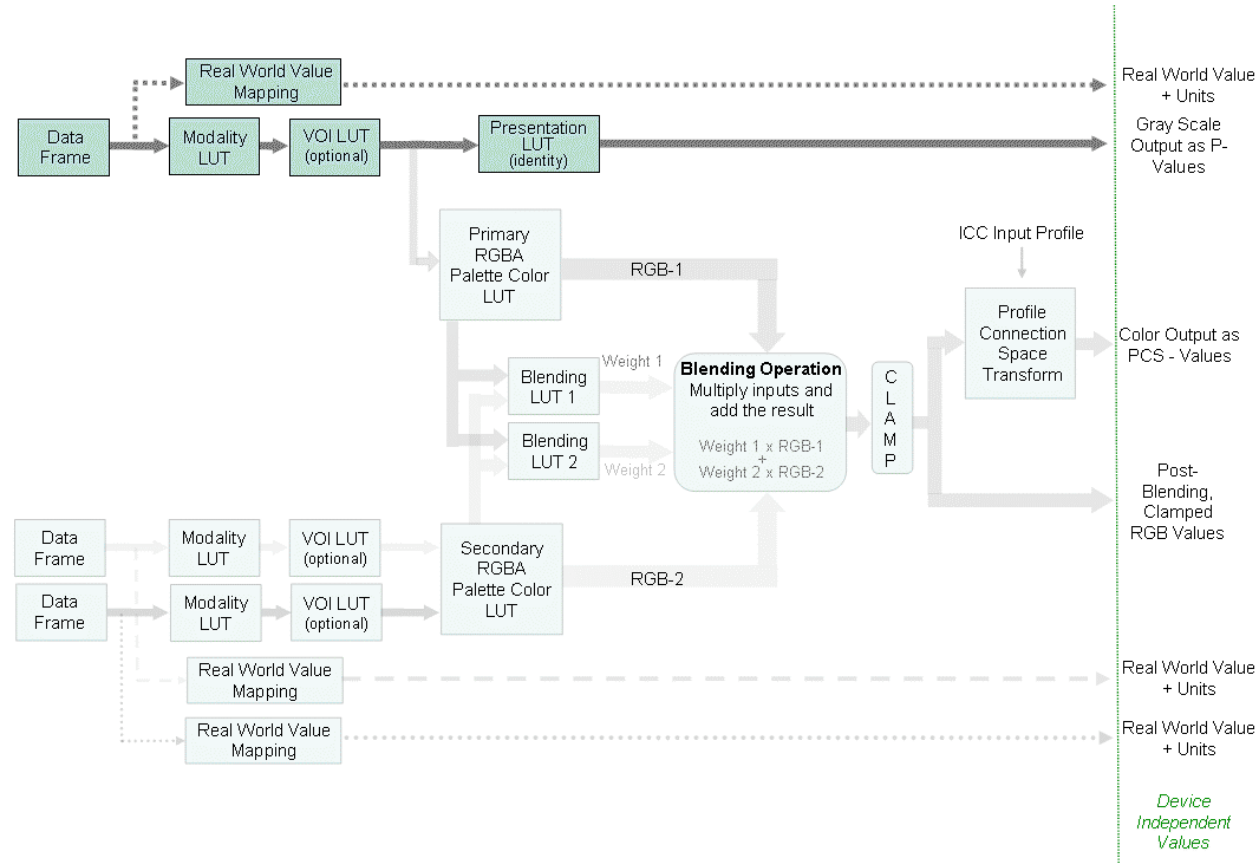 Real World Value
Mapping
Real World Value
+ Units
Data
Frame
Modality
LUT
VOI LUT
(optional)
Presentation
LUT
(identity)
Gray Scale
Output as P-
Values
Primary
RGBA
Palette Color
LUT
RGB-1
ICC Input Profile
Profile
Connection
Space
Transform
Color Output as
PCS - Values
Blending
LUT 1
Weight 1
Blending
LUT 2
Weight 2
Blending Operation
Multiply inputs and
add the result
Weight 1 x RGB-1
+
Weight 2 x RGB-2
C
L
A
M
P
Post-
Blending,
Clamped
RGB Values
Data
Frame
Modality
LUT
VOI LUT
(optional)
Secondary
RGBA
Palette Color
LUT
RGB-2
Data
Frame
Modality
LUT
VOI LUT
(optional)
Real World Value
Mapping
Real World Value
+ Units
Real World Value
Mapping
Real World Value
+ Units
Device
Independent
Values